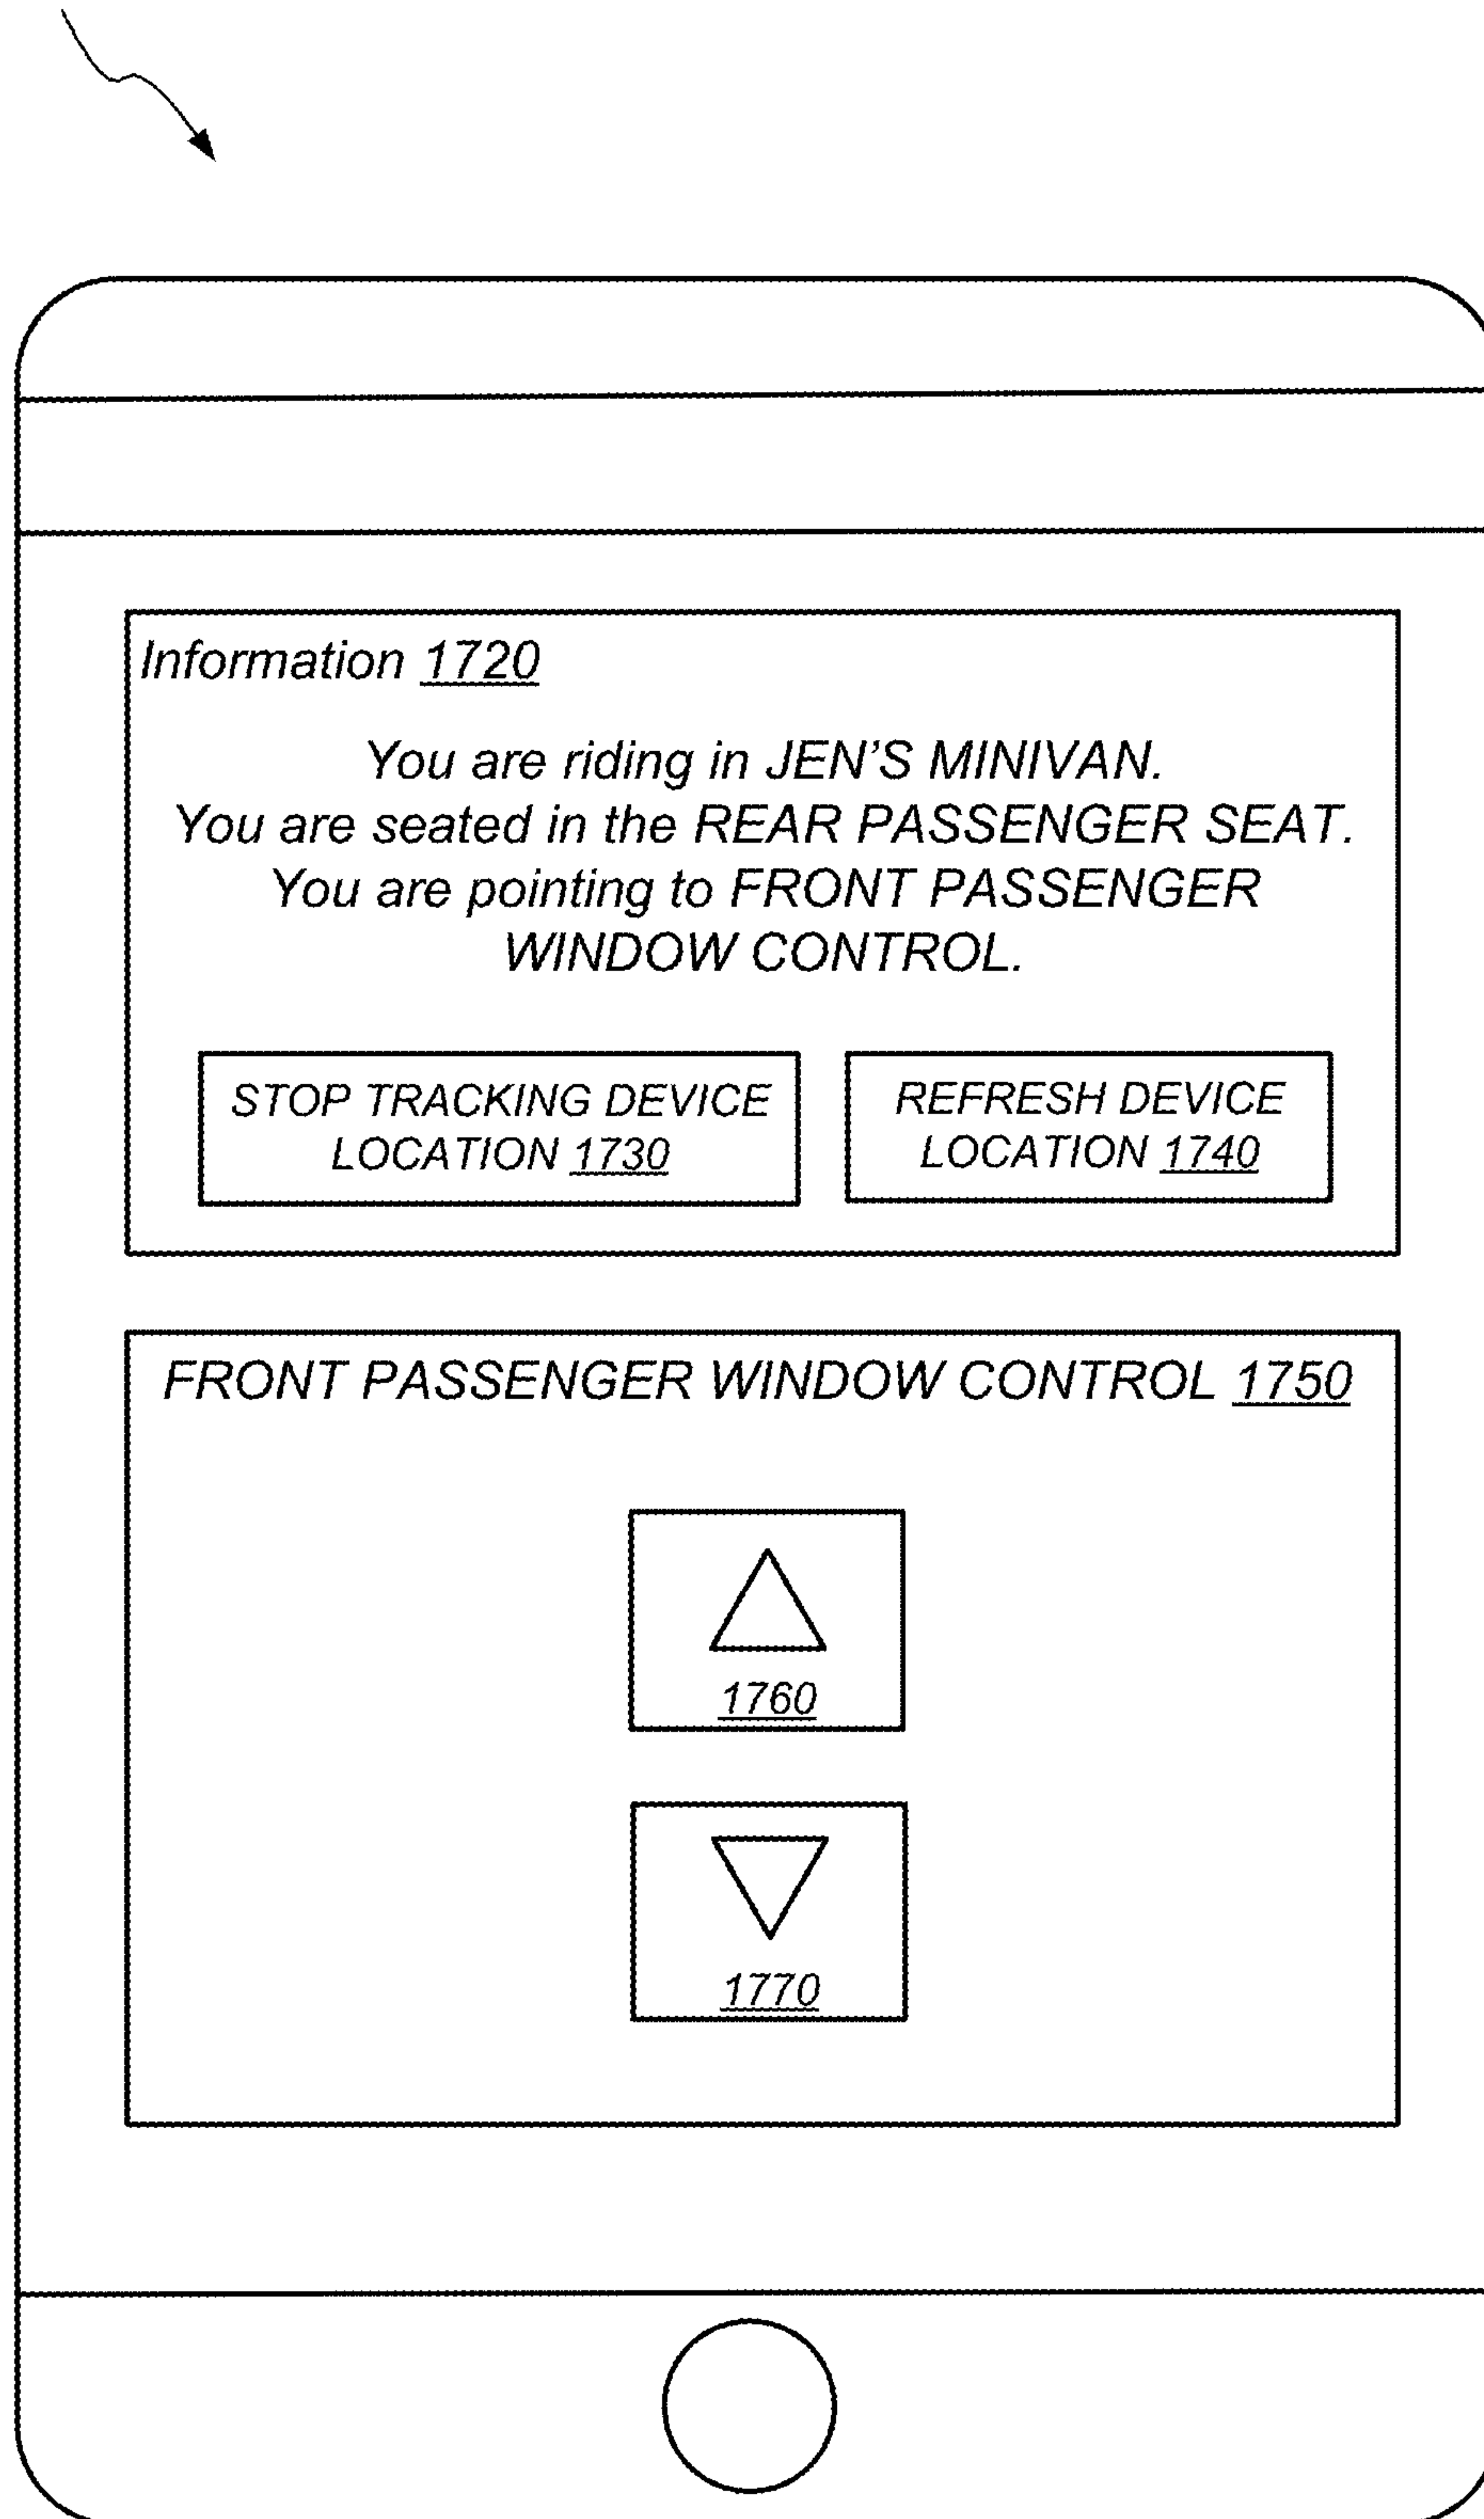 Information 1720
You are riding in JEN'S MINIVAN.
You are seated in the REAR PASSENGER SEAT.
You are pointing to FRONT PASSENGER
WINDOW CONTROL.
STOP TRACKING DEVICE
LOCATION 1730
REFRESH DEVICE
LOCATION 1740
FRONT PASSENGER WINDOW CONTROL 1750
1760
1770